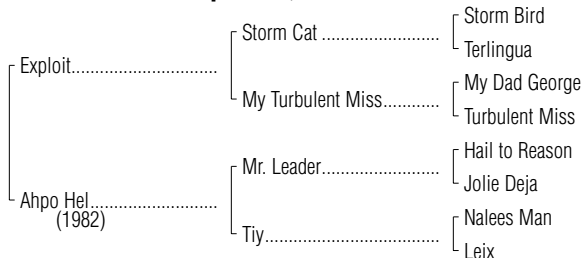 Storm Bird
Storm Cat ........................
Terlingua
Exploit..............................
My Dad George
My Turbulent Miss...........
Turbulent Miss
Hail to Reason
Mr. Leader........................
Jolie Deja
Ahpo Hel..........................
(1982)
Nalees Man
Tiy....................................
Leix